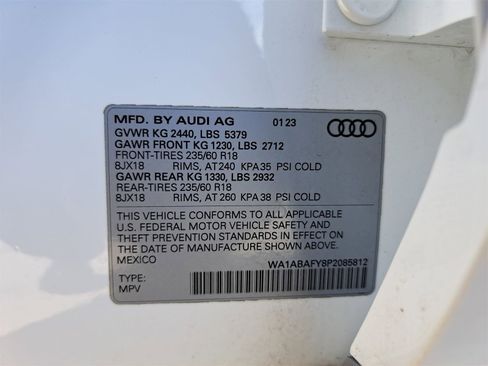 MFD. BY AUDI AG 01 23
GVWR KG 2440, LBS 5379
GAWR FRONT KG 1230, LBS 2712
FRONT-TIRES 235/60 R18
8JX18 RIMS, AT 240 KPA 35 PSI COLD
GAWR REAR KG 1330, LBS 2932
REAR-TIRES 235/60 R18
8JX18 RIMS, AT 260 KPA 38 PSI COLD
THIS VEHICLE CONFORMS TO ALL APPLICABLE
U.S. FEDERAL MOTOR VEHICLE SAFETY AND
THEFT PREVENTION STANDARDS IN EFFECT ON
THE DATE OF MANUFACTURE SHOWN ABOVE.
MEXICO WA1ABAFY8P2085812
TYPE:
MPV